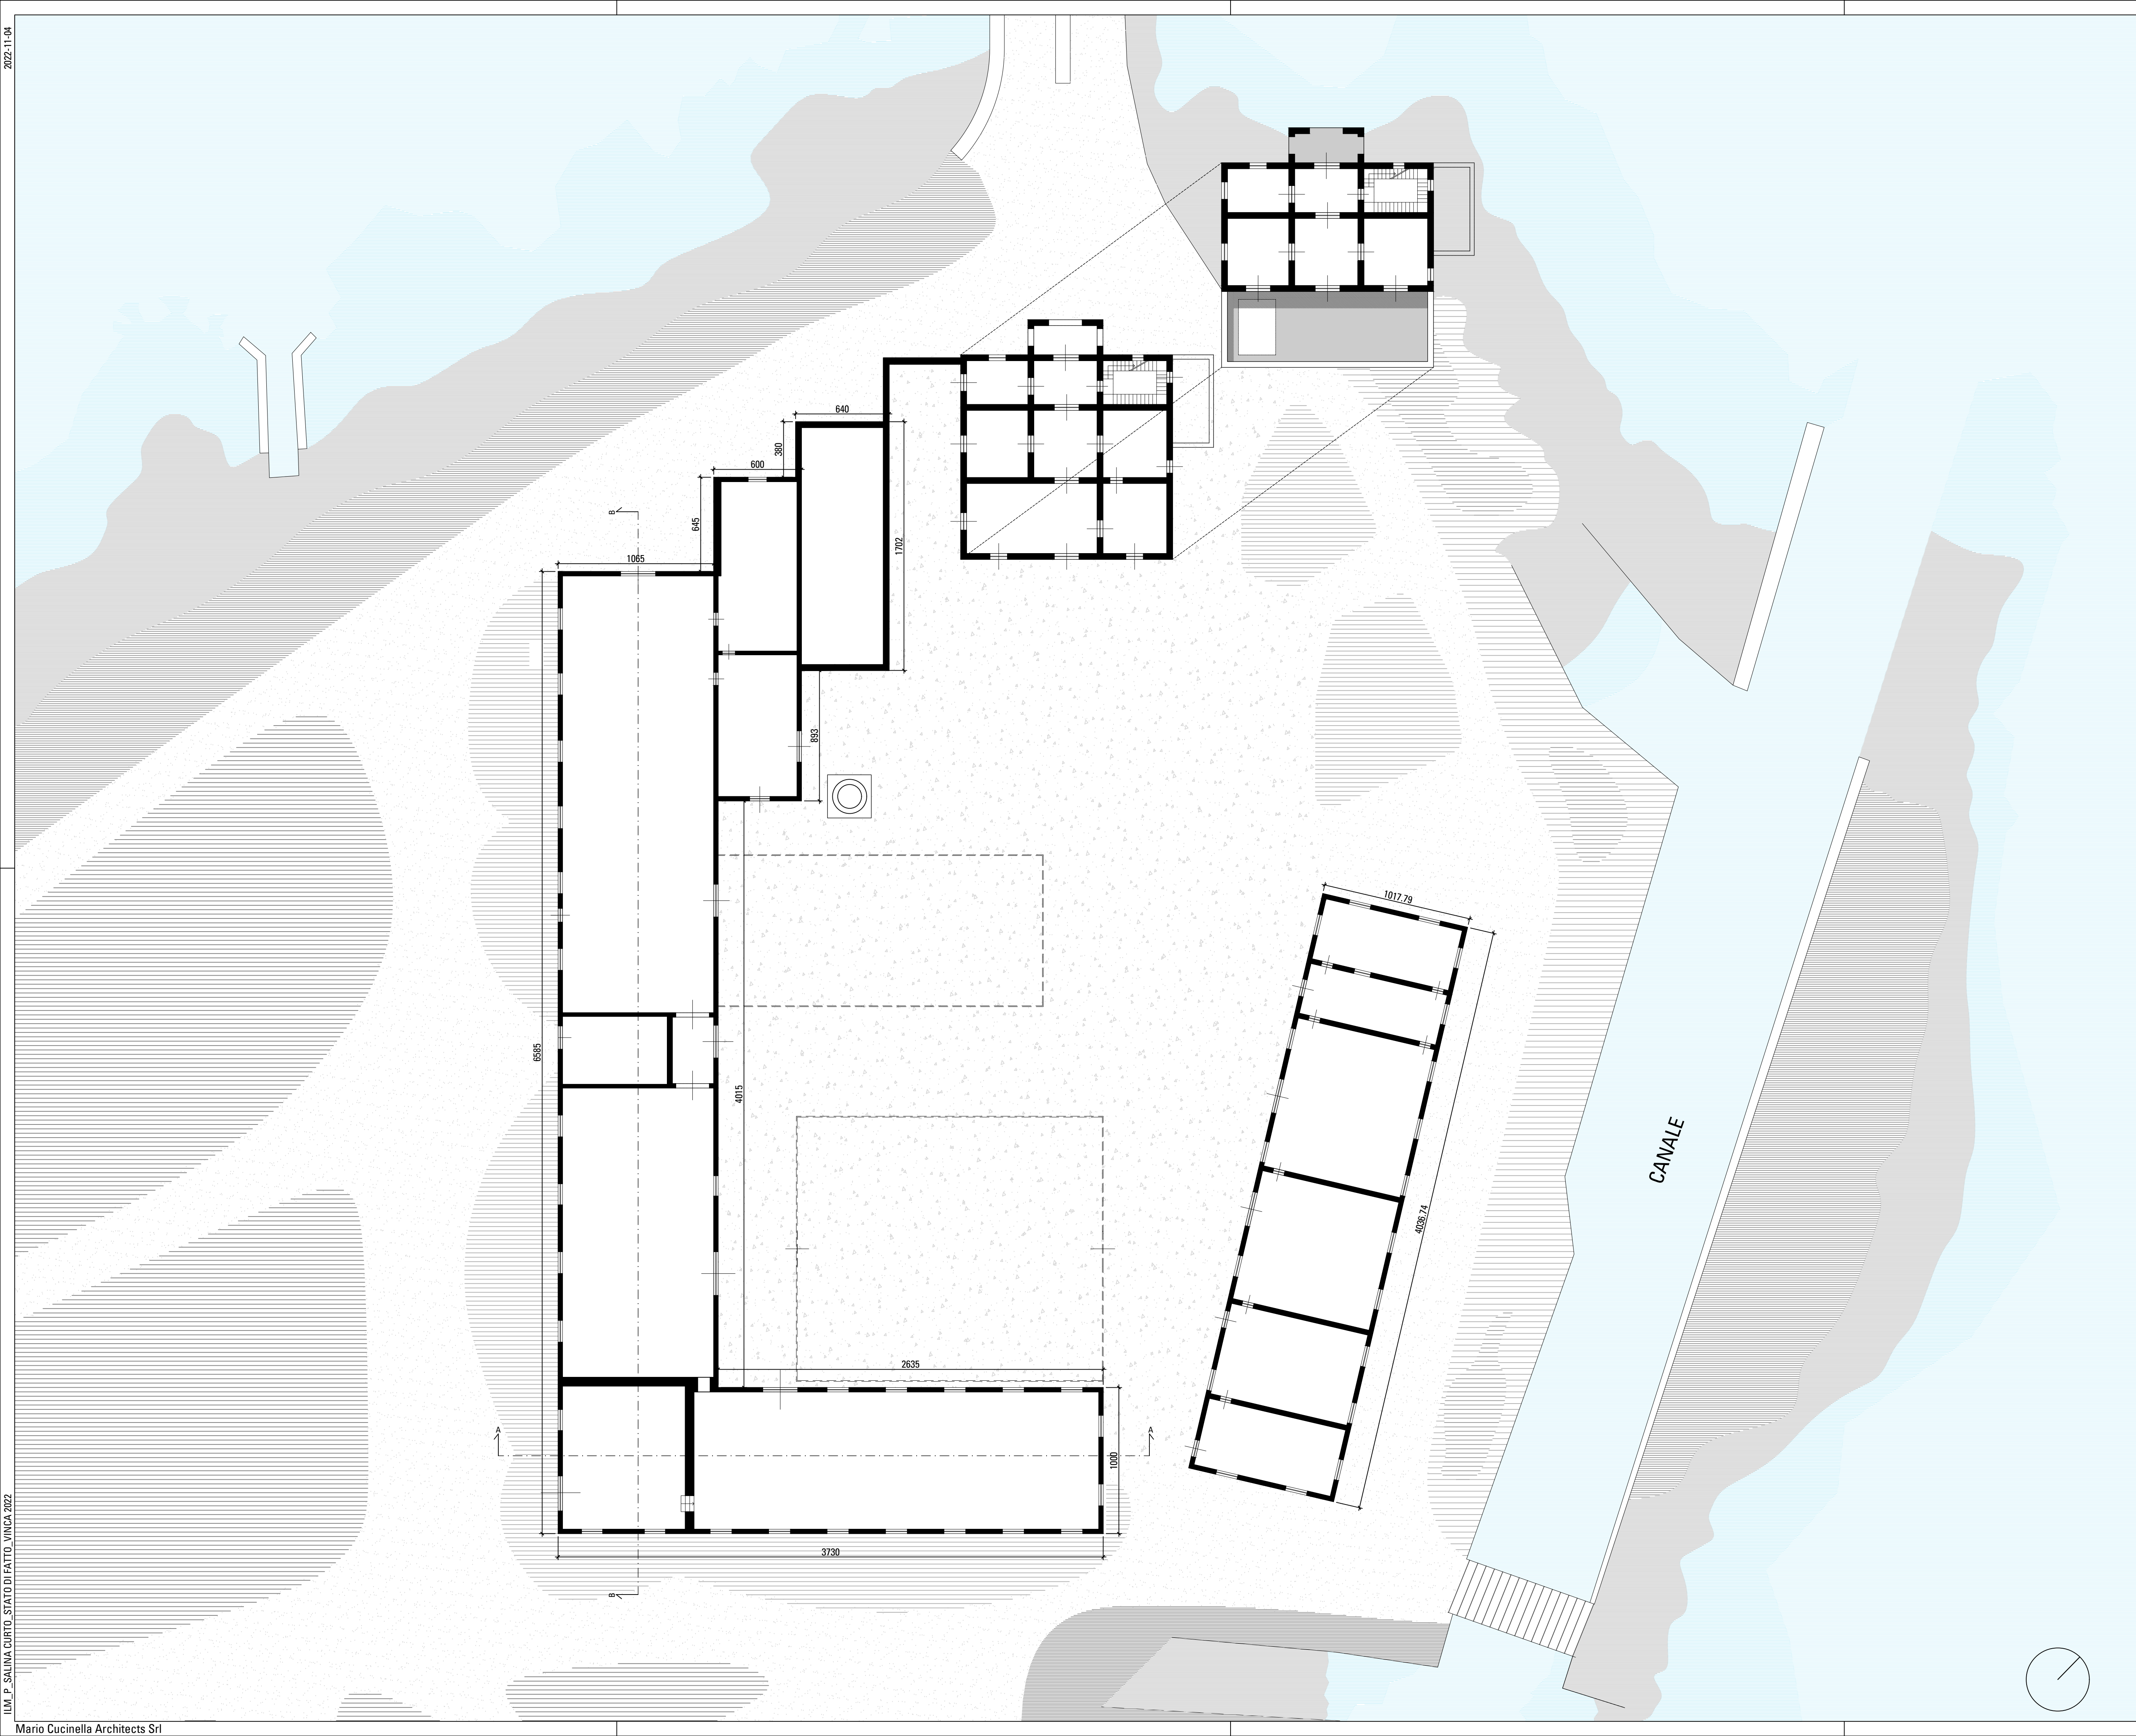 2022-11-04
640
380
600
B
645
1702
1065
893
1017.79
6585
4015
CANALE
4036.74
2635
A
A
1000
3730
B
ILM_P_SALINA CURTO_STATO DI FATTO_VINCA 2022
Mario Cucinella Architects Srl